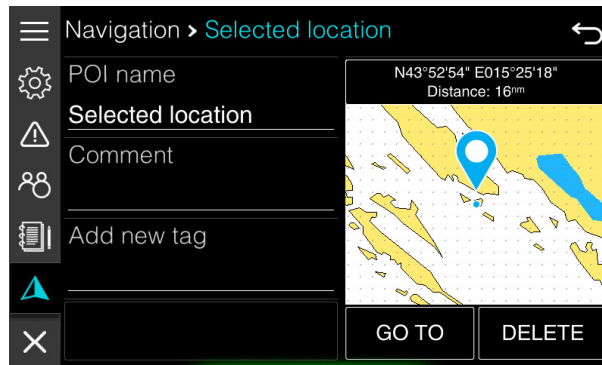 Navigation > Selected location
POI name
Selected location
Comment
Add new tag
N43°52'54" E015°25'18"
Distance: 16nm
GO TO
DELETE